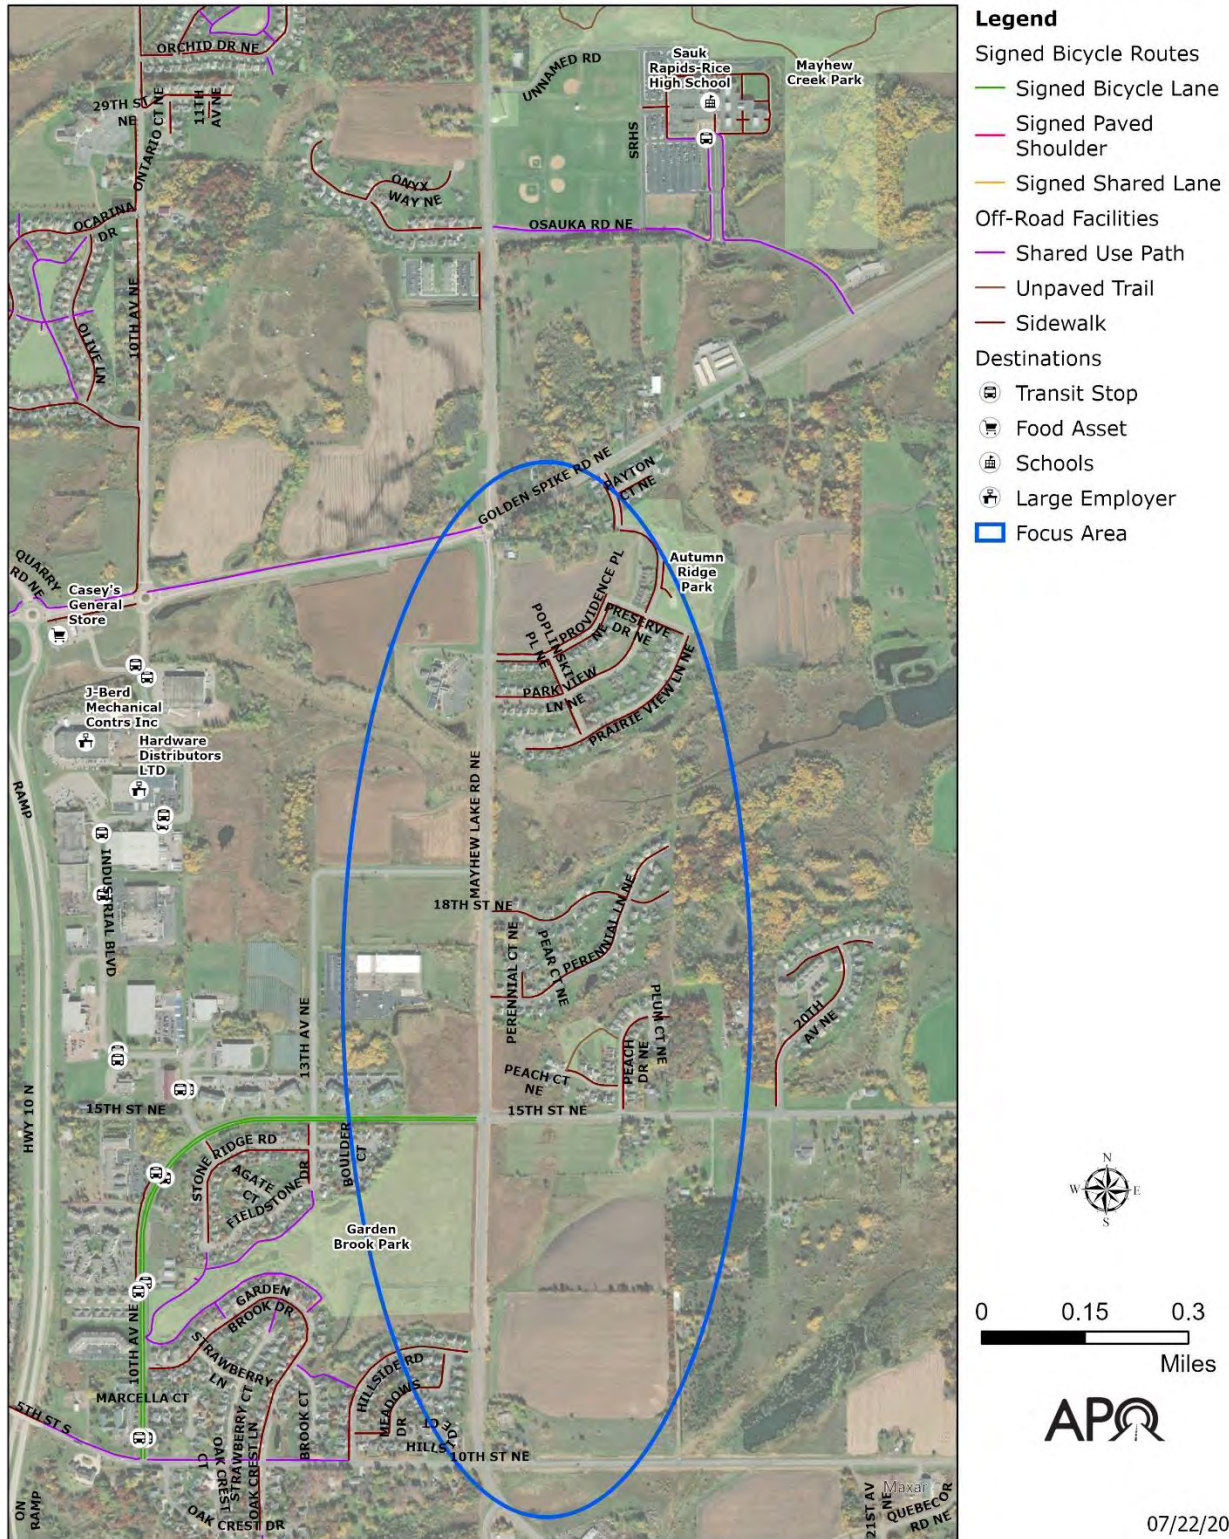 ORCHID DR NE
29TH ST
NE
11TH
AV NE
ONTARIO CT NE
OCARINA
DR
10TH AV NE
OLIVE LN
ONYX
WAY NE
UNNAMED RD
Sauk
Rapids-Rice
High School
Mayhew
Creek Park
SRHS
OSAUKA RD NE
GOLDEN SPIKE RD NE
PAYTON
CT NE
QUARRY
RD NE
Casey's
General
Store
Autumn
Ridge
Park
PROVIDENCE PL
NE
POPLINSKI
PL NE
PRESERVE
DR NE
PARK VIEW
LN NE
PRAIRIE VIEW LN NE
J-Berd
Mechanical
Contrs Inc
Hardware
Distributors
LTD
RAMP
INDUSTRIAL BLVD
MAYHEW LAKE RD NE
18TH ST NE
PERENNIAL CT NE
PEAR CT NE
PERENNIAL LN NE
20TH
AV NE
13TH AV NE
PLUM CT NE
PEACH
DR NE
PEACH CT
NE
HWY 10 N
15TH ST NE
15TH ST NE
STONE RIDGE RD
AGATE
CT
FIELDSTONE DR
BOULDER
CT
Garden
Brook Park
GARDEN
BROOK DR
10TH AV NE
STRAWBERRY
LN
MARCELLA CT
HILLSIDE RD
MEADOWS
DR
5TH ST S
OAK CREST
CT
STRAWBERRY CT
OAK CREST LN
BROOK CT
HILLSIDE
CT
10TH ST NE
ON
RAMP
OAK CREST DR
21ST AV
NE
QUEBECOR
RD NE
Maxar
Legend
Signed Bicycle Routes
Signed Bicycle Lane
Signed Paved
Shoulder
Signed Shared Lane
Off-Road Facilities
Shared Use Path
Unpaved Trail
Sidewalk
Destinations
Transit Stop
Food Asset
Schools
Large Employer
Focus Area
N
W E
S
0 0.15 0.3
Miles
APO
07/22/20